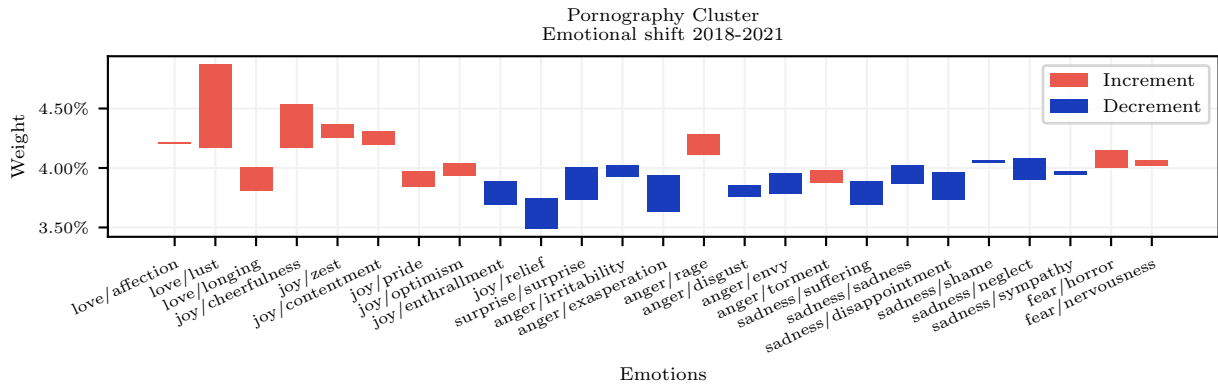 Pornography Cluster
Emotional shift 2018-2021
Weight
4.50%
4.00%
3.50%
Increment
Decrement
love/affection
love/lust
love/longing
joy/cheerfulness
joy/zest
joy/contentment
joy/pride
joy/optimism
joy/enthrallment
joy/relief
surprise/surprise
anger/irritability
anger/exasperation
anger/rage
anger/disgust
anger/envy
anger/torment
sadness/suffering
sadness/sadness
sadness/disappointment
sadness/shame
sadness/neglect
sadness/sympathy
fear/horror
fear/nervousness
Emotions